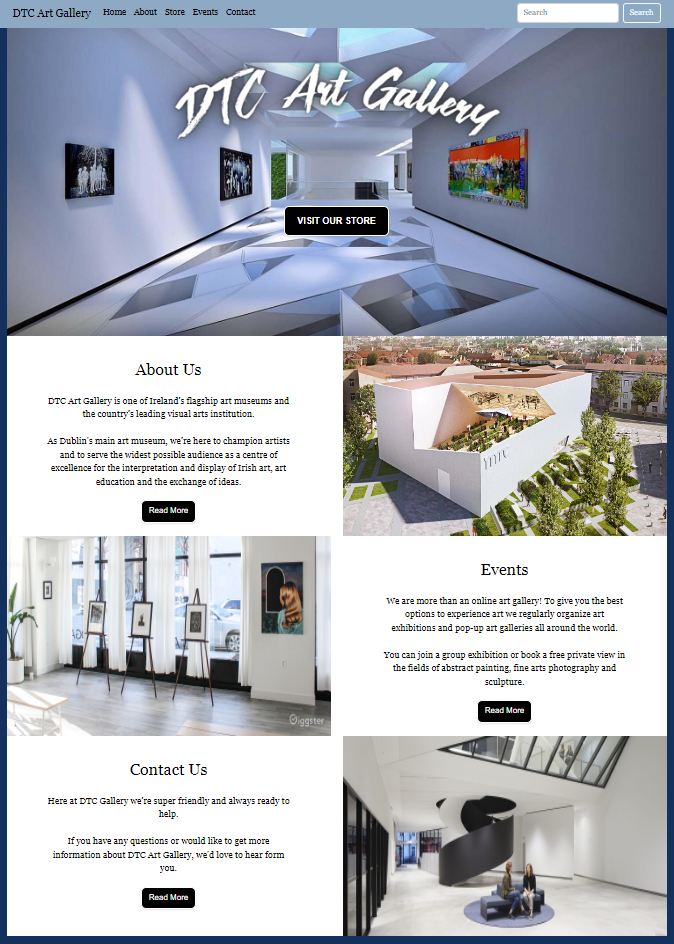 DTC Art Gallery Home About Store Events Contact Search Search
DTC Art Gallery
VISIT OUR STORE
About Us
DTC Art Gallery is one of Ireland's flagship art museums and
the country's leading visual arts institution.
As Dublin's main art museum, we're here to champion artists
and to serve the widest possible audience as a centre of
excellence for the interpretation and display of Irish art, art
education and the exchange of ideas.
Read More
DTC
Giggster
Events
We are more than an online art gallery! To give you the best
options to experience art we regularly organize art
exhibitions and pop-up art galleries all around the world.
You can join a group exhibition or book a free private view in
the fields of abstract painting, fine arts photography and
sculpture.
Read More
Contact Us
Here at DTC Gallery we're super friendly and always ready to
help.
If you have any questions or would like to get more
information about DTC Art Gallery, we'd love to hear form
you.
Read More